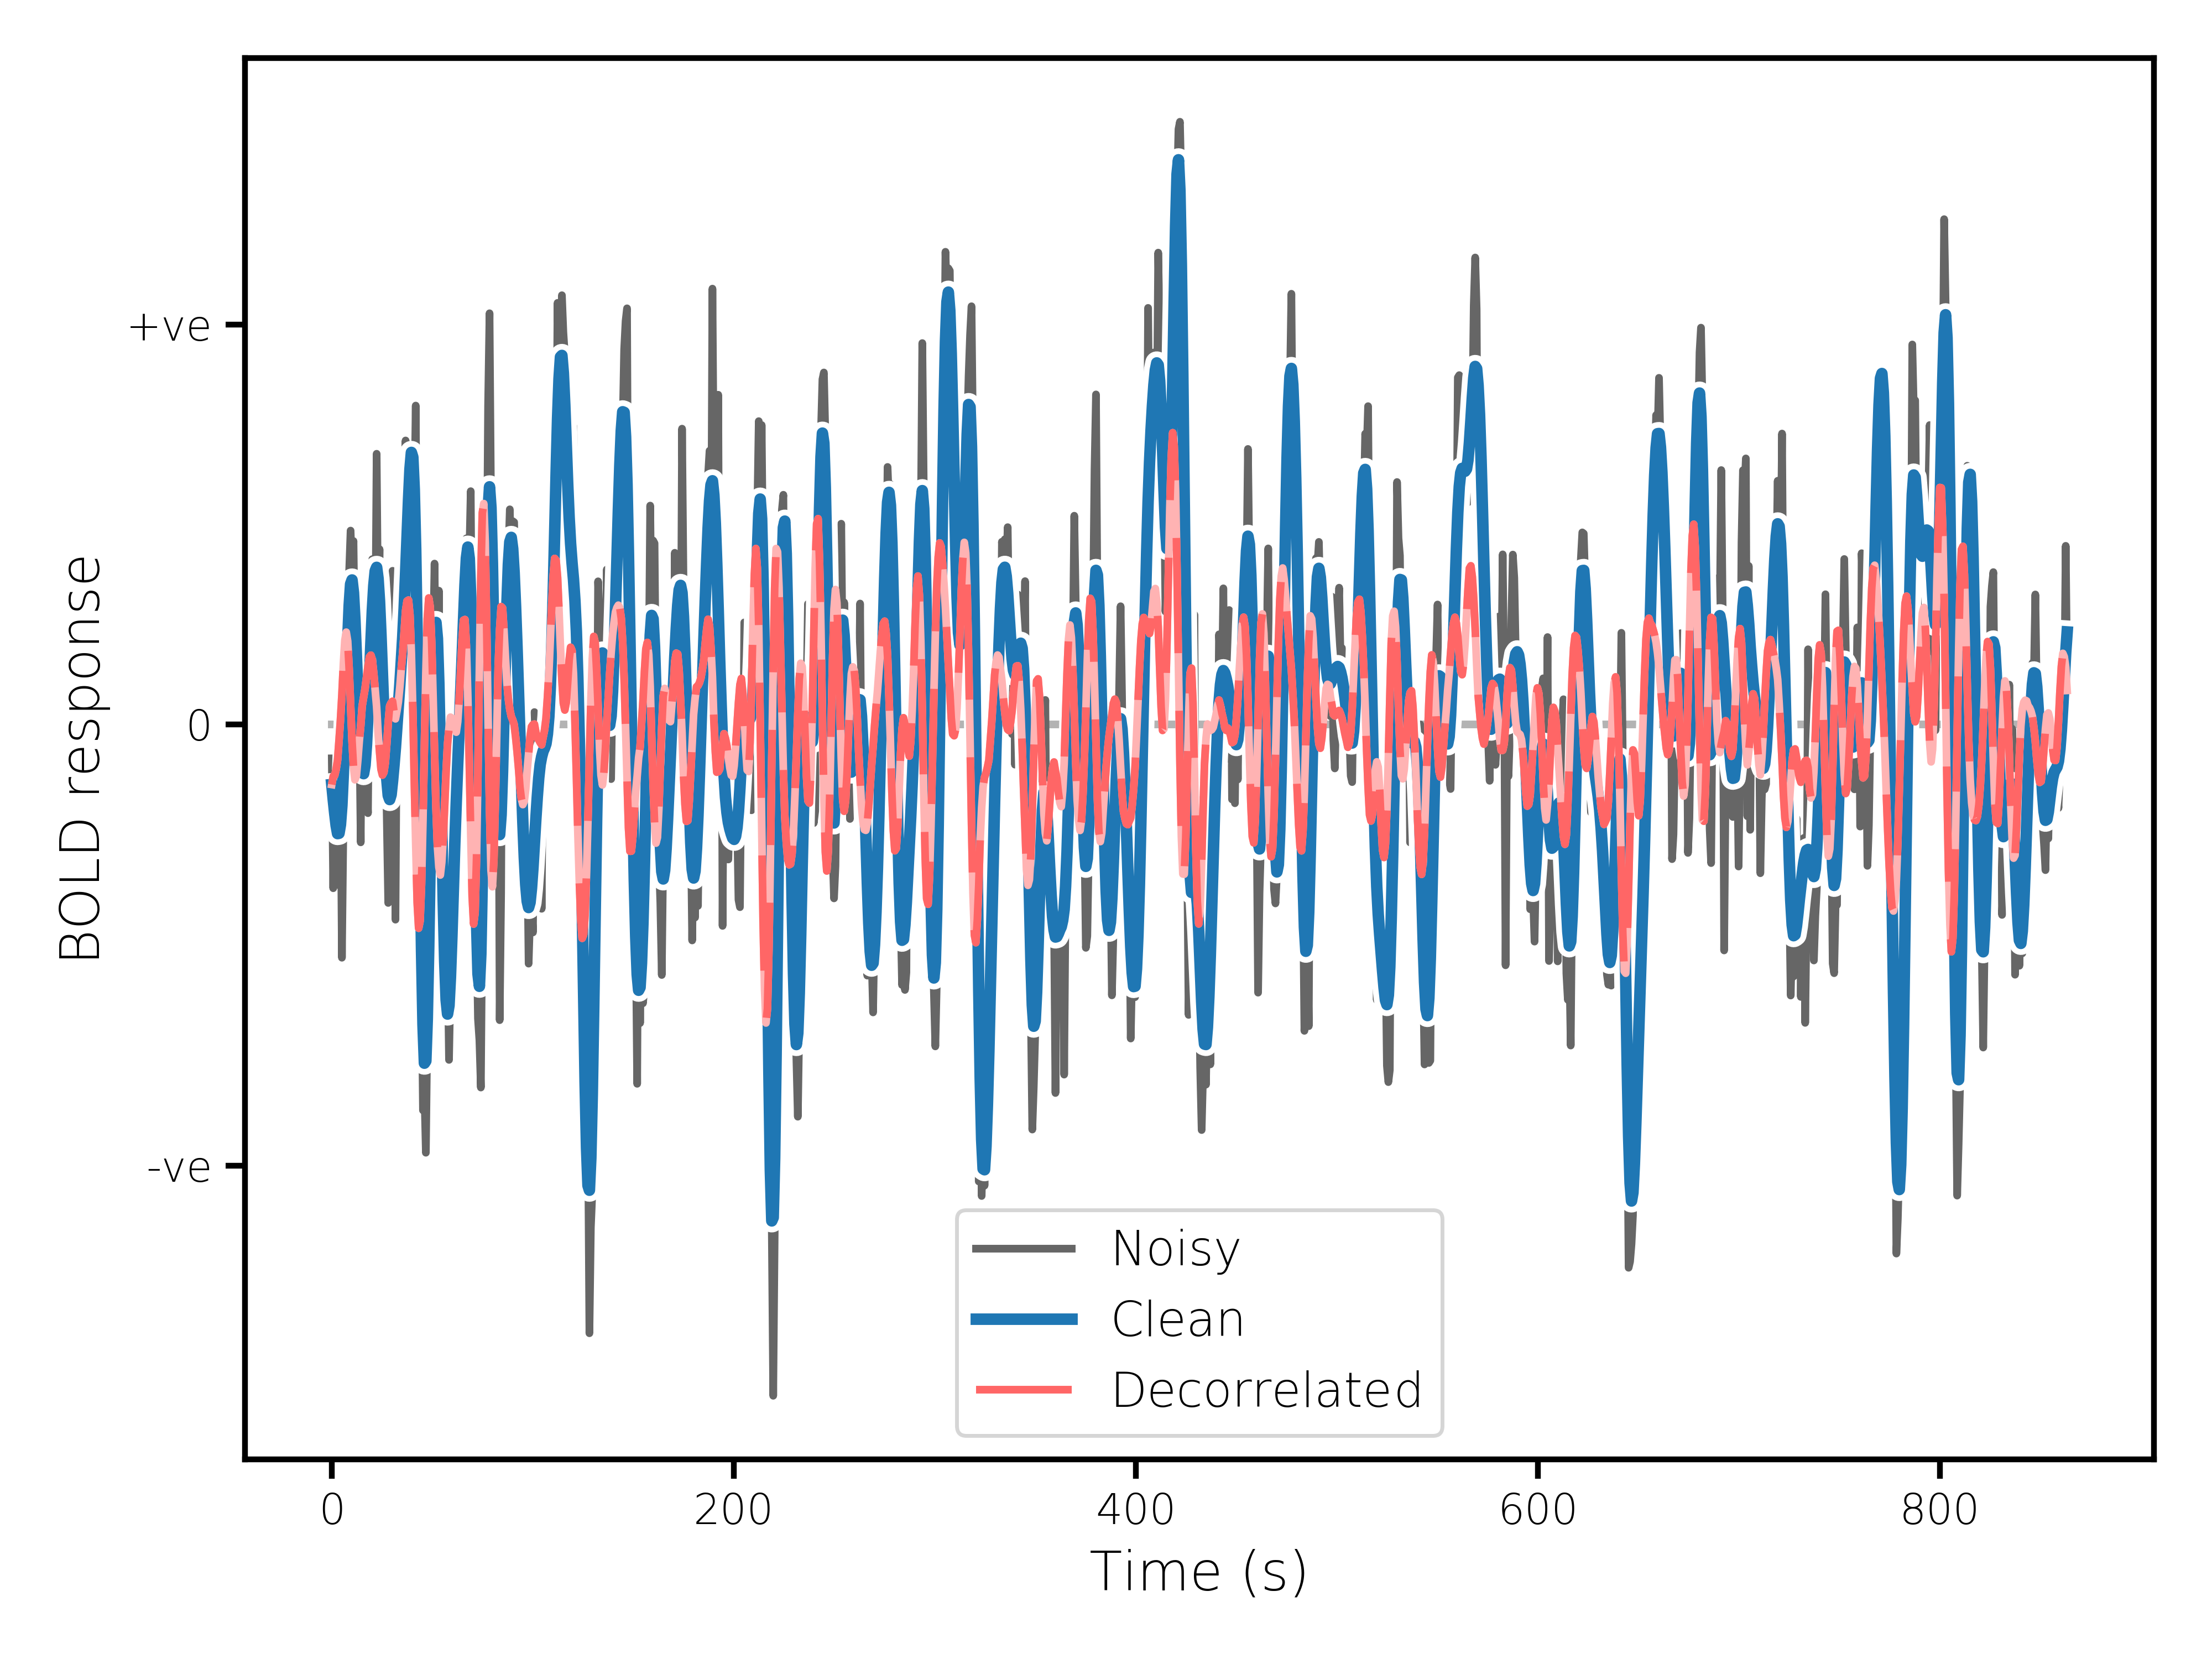 BOLD response
+ve
0
-ve
Noisy
Clean
Decorrelated
0 200 400 600 800
Time (s)